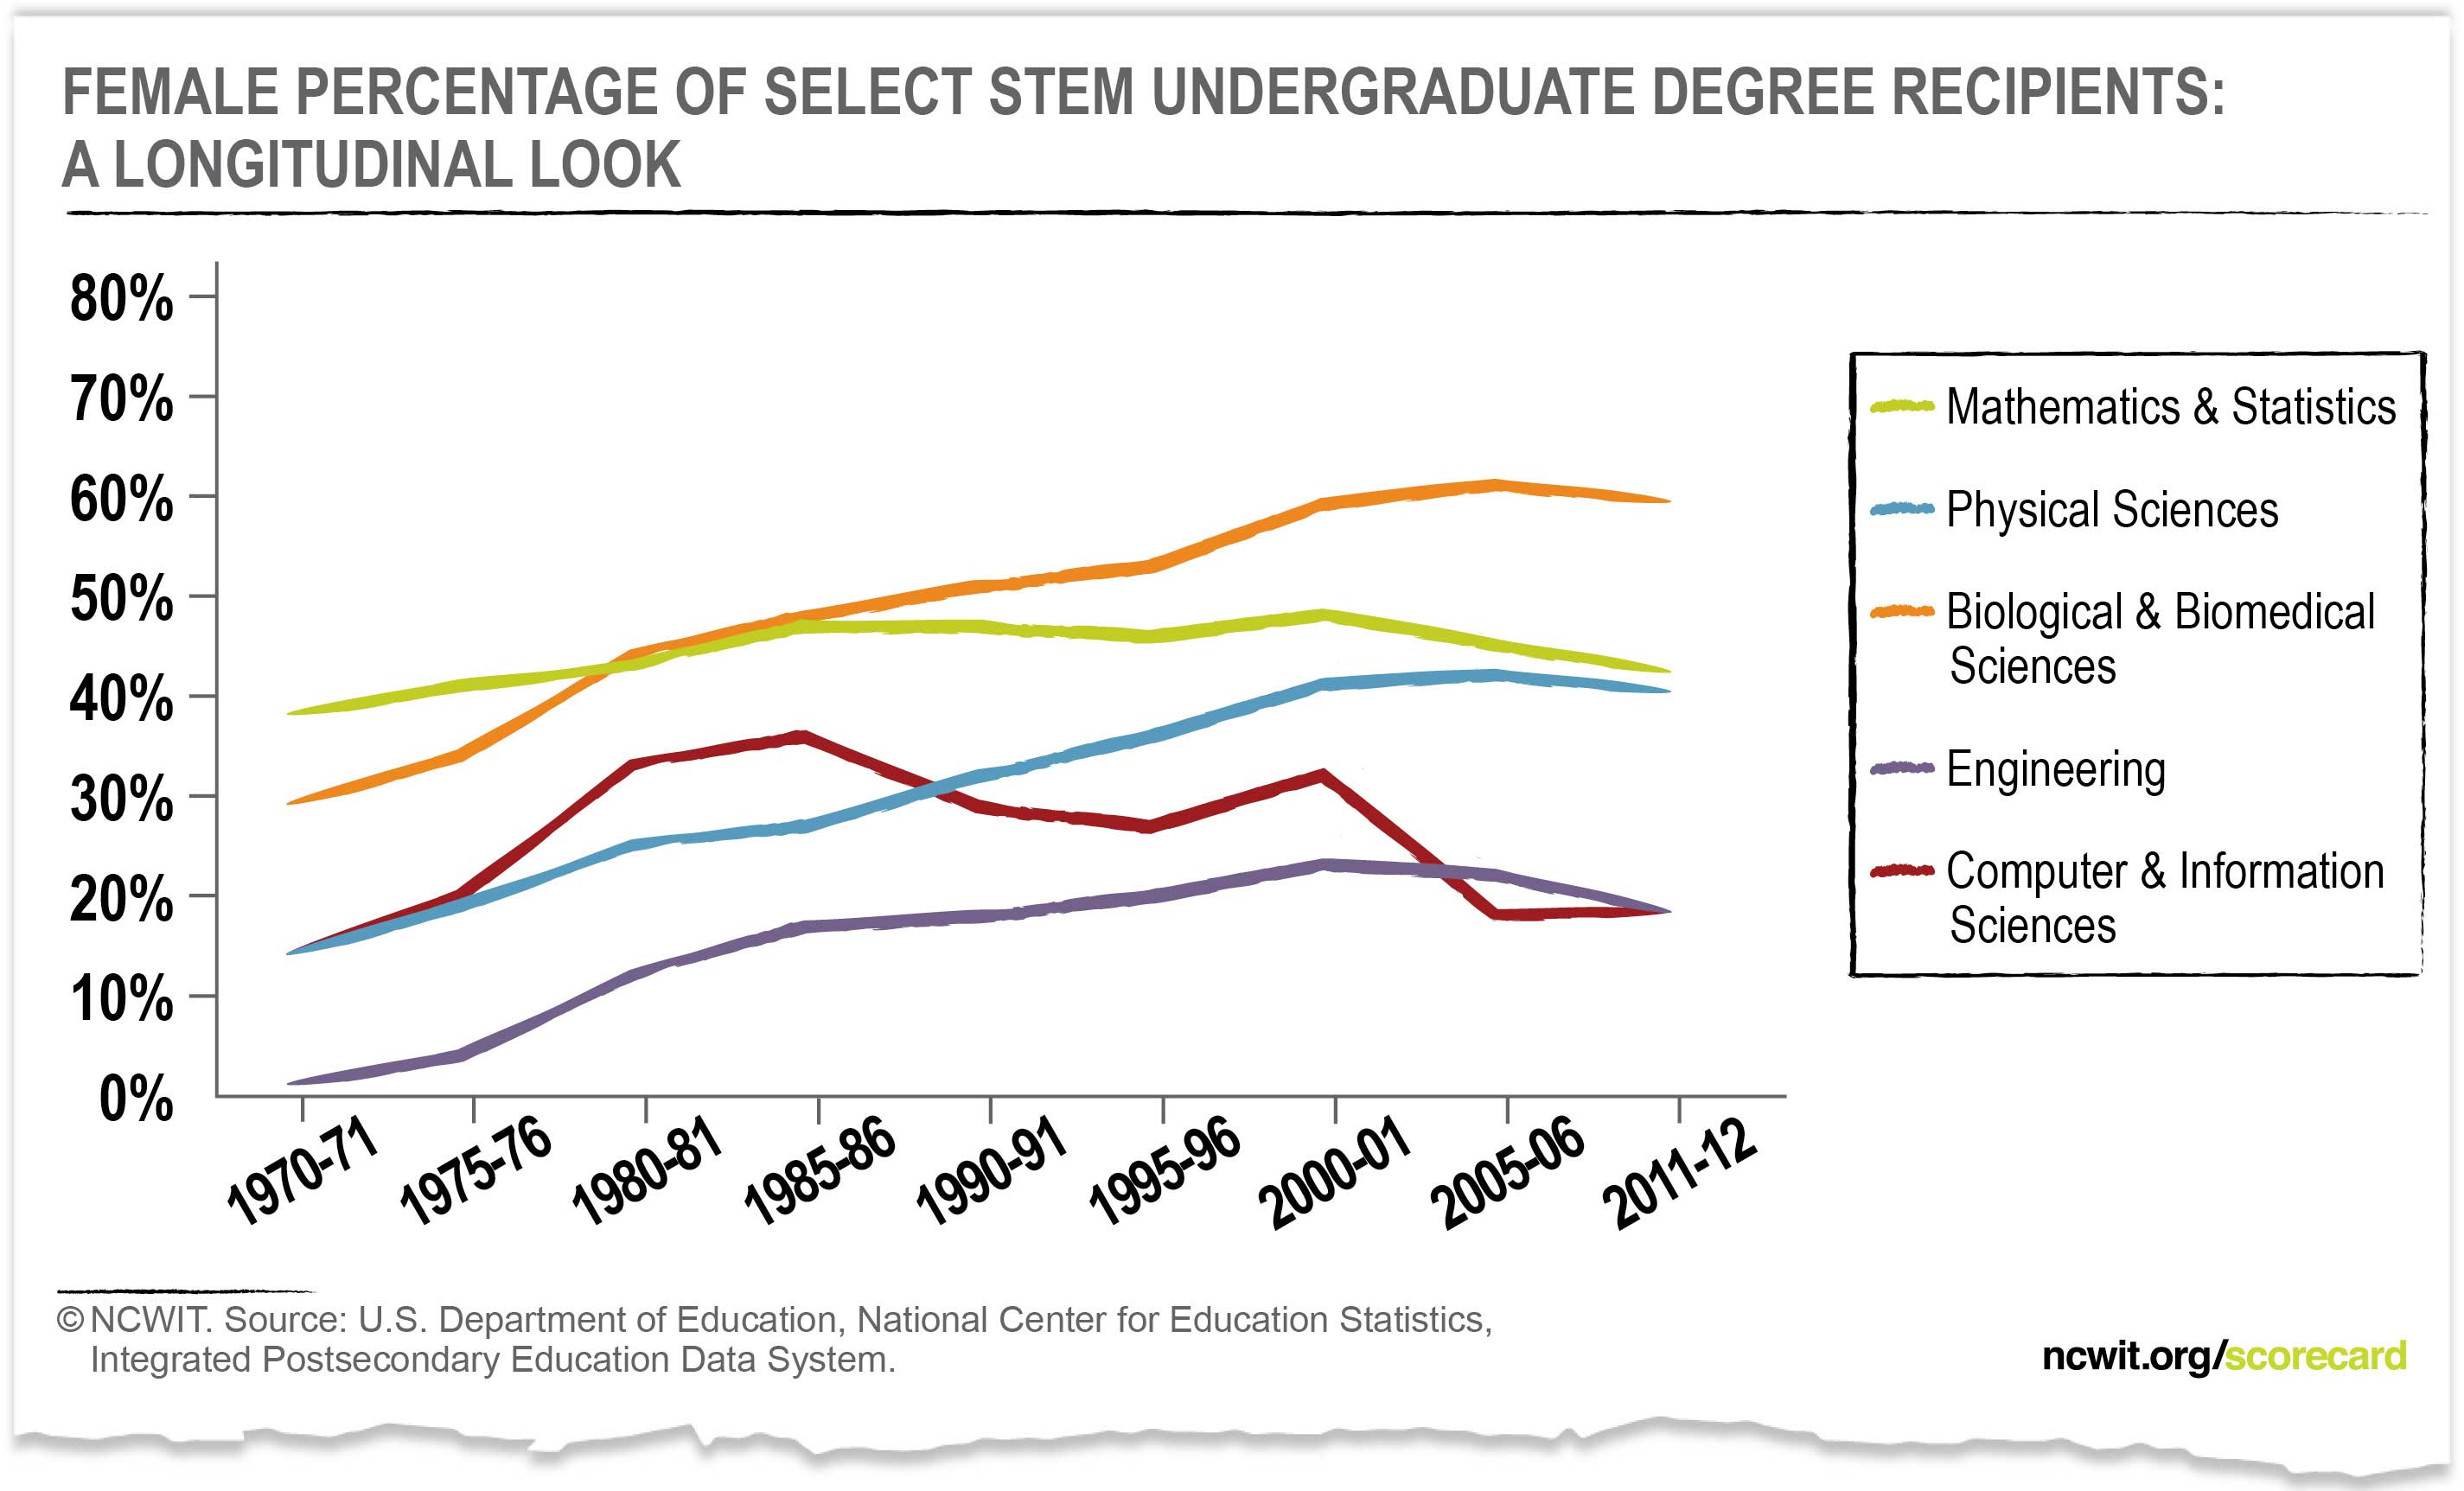 FEMALE PERCENTAGE OF SELECT STEM UNDERGRADUATE DEGREE RECIPIENTS:
A LONGITUDINAL LOOK
80%
70%
60%
50%
40%
30%
20%
10%
0%
1970-71
1975-76
1980-81
1985-86
1990-91
1995-96
2000-01
2005-06
2011-12
Mathematics & Statistics
Physical Sciences
Biological & Biomedical
Sciences
Engineering
Computer & Information
Sciences
© NCWIT. Source: U.S. Department of Education, National Center for Education Statistics,
Integrated Postsecondary Education Data System.
ncwit.org/scorecard